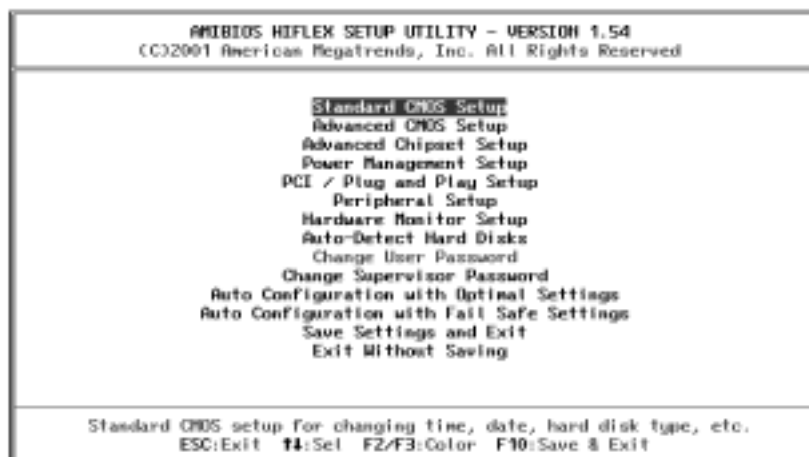 AMIBIOS HIFLEX SETUP UTILITY - VERSION 1.54
(C)2001 American Megatrends, Inc. All Rights Reserved
Standard CMOS Setup
Advanced CMOS Setup
Advanced Chipset Setup
Power Management Setup
PCI / Plug and Play Setup
Peripheral Setup
Hardware Monitor Setup
Auto-Detect Hard Disks
Change User Password
Change Supervisor Password
Auto Configuration with Optimal Settings
Auto Configuration with Fail Safe Settings
Save Settings and Exit
Exit Without Saving
Standard CMOS setup for changing time, date, hard disk type, etc.
ESC:Exit ↑↓:Sel F2/F3:Color F10:Save & Exit